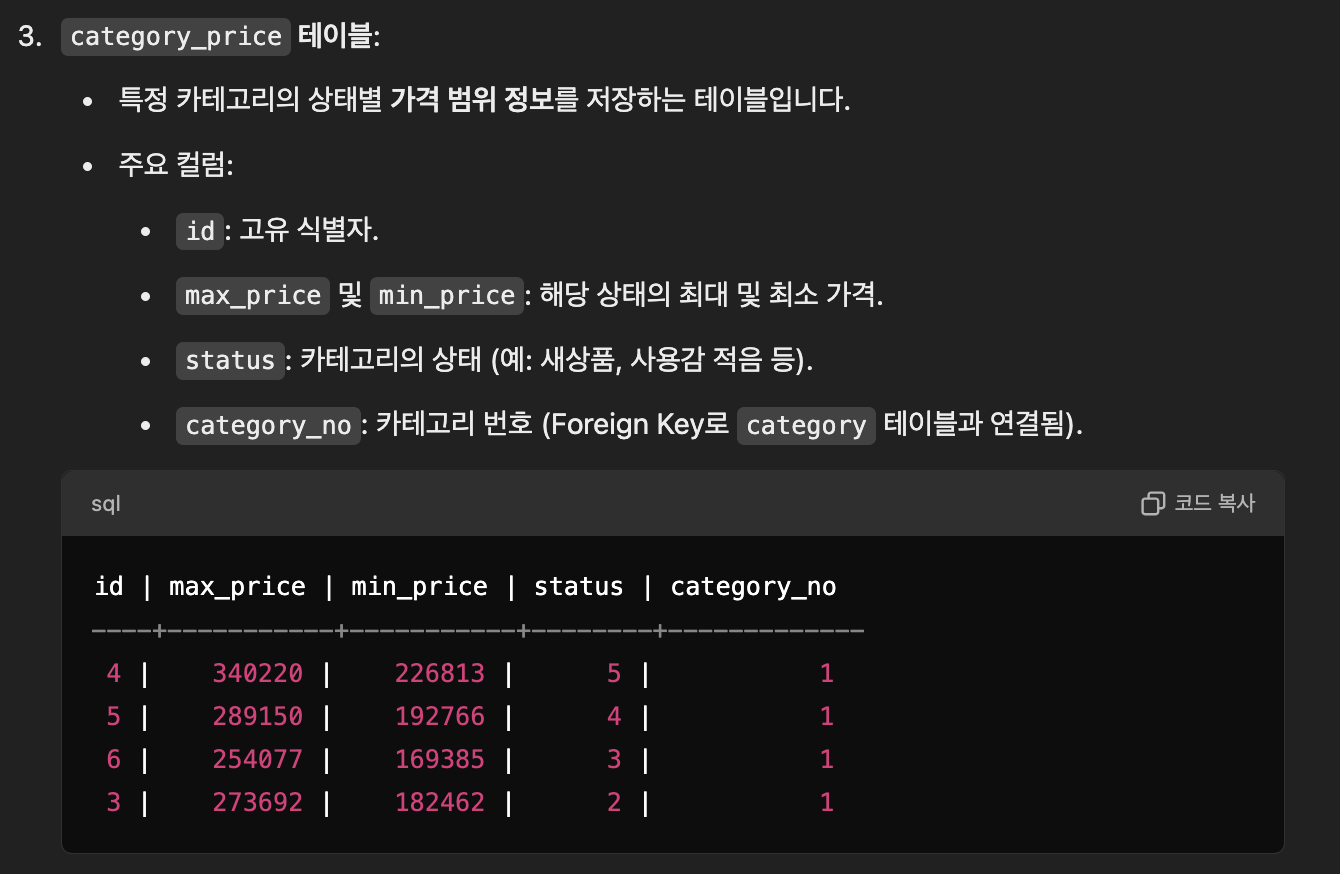 3. category_price 테이블:
• 특정 카테고리의 상태별 가격 범위 정보를 저장하는 테이블입니다.
• 주요 컬럼:
• id: 고유 식별자.
• max_price 및 min_price: 해당 상태의 최대 및 최소 가격.
• status: 카테고리의 상태 (예: 새상품, 사용감 적음 등).
• category_no: 카테고리 번호 (Foreign Key로 category 테이블과 연결됨).
sql 코드 복사
id | max_price | min_price | status | category_no
----+-----------+-----------+--------+-------------
4 | 340220 | 226813 | 5 | 1
5 | 289150 | 192766 | 4 | 1
6 | 254077 | 169385 | 3 | 1
3 | 273692 | 182462 | 2 | 1